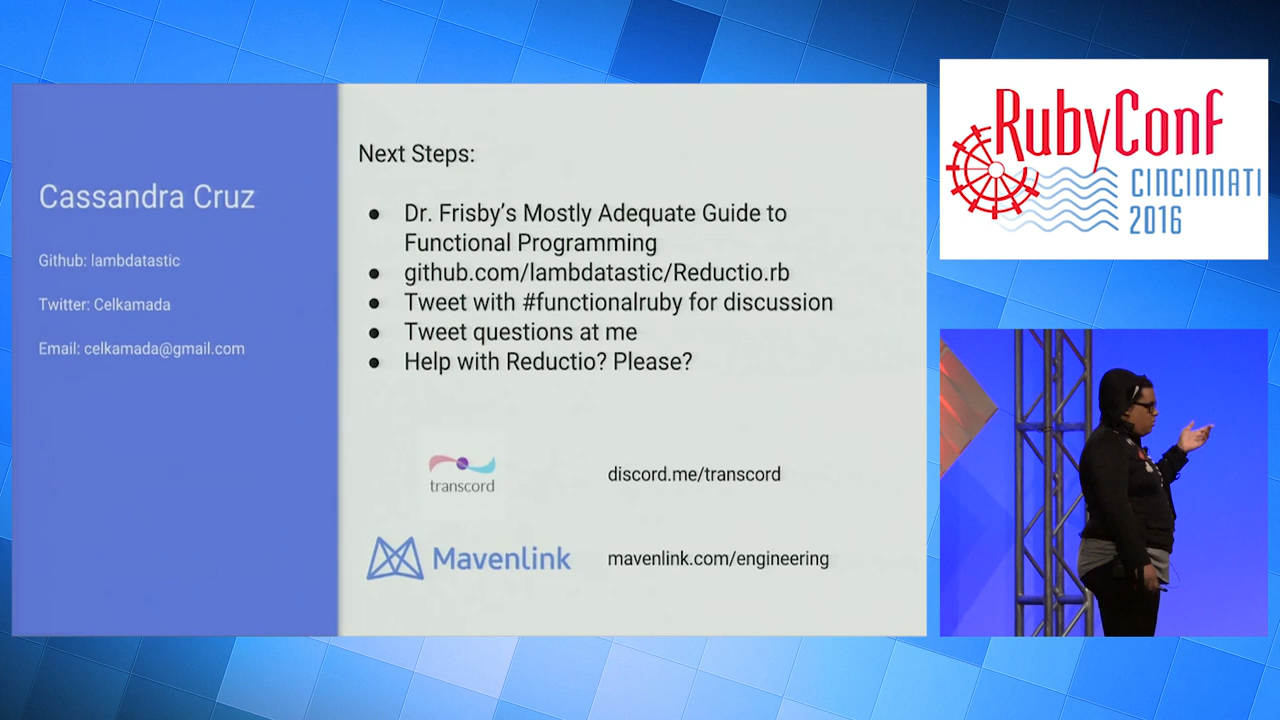 Cassandra Cruz
Github: lambdatastic
Twitter: Celkamada
Email: celkamada@gmail.com
Next Steps:
● Dr. Frisby's Mostly Adequate Guide to
Functional Programming
● github.com/lambdatastic/Reductio.rb
● Tweet with #functionalruby for discussion
● Tweet questions at me
● Help with Reductio? Please?
transcord
discord.me/transcord
Mavenlink
mavenlink.com/engineering
RubyConf
CINCINNATI
2016